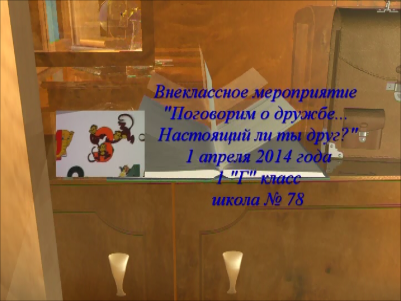 Внеклассное мероприятие
"Поговорим о дружбе...
Настоящий ли ты друг?"
1 апреля 2014 года
1 "Г" класс
школа № 78